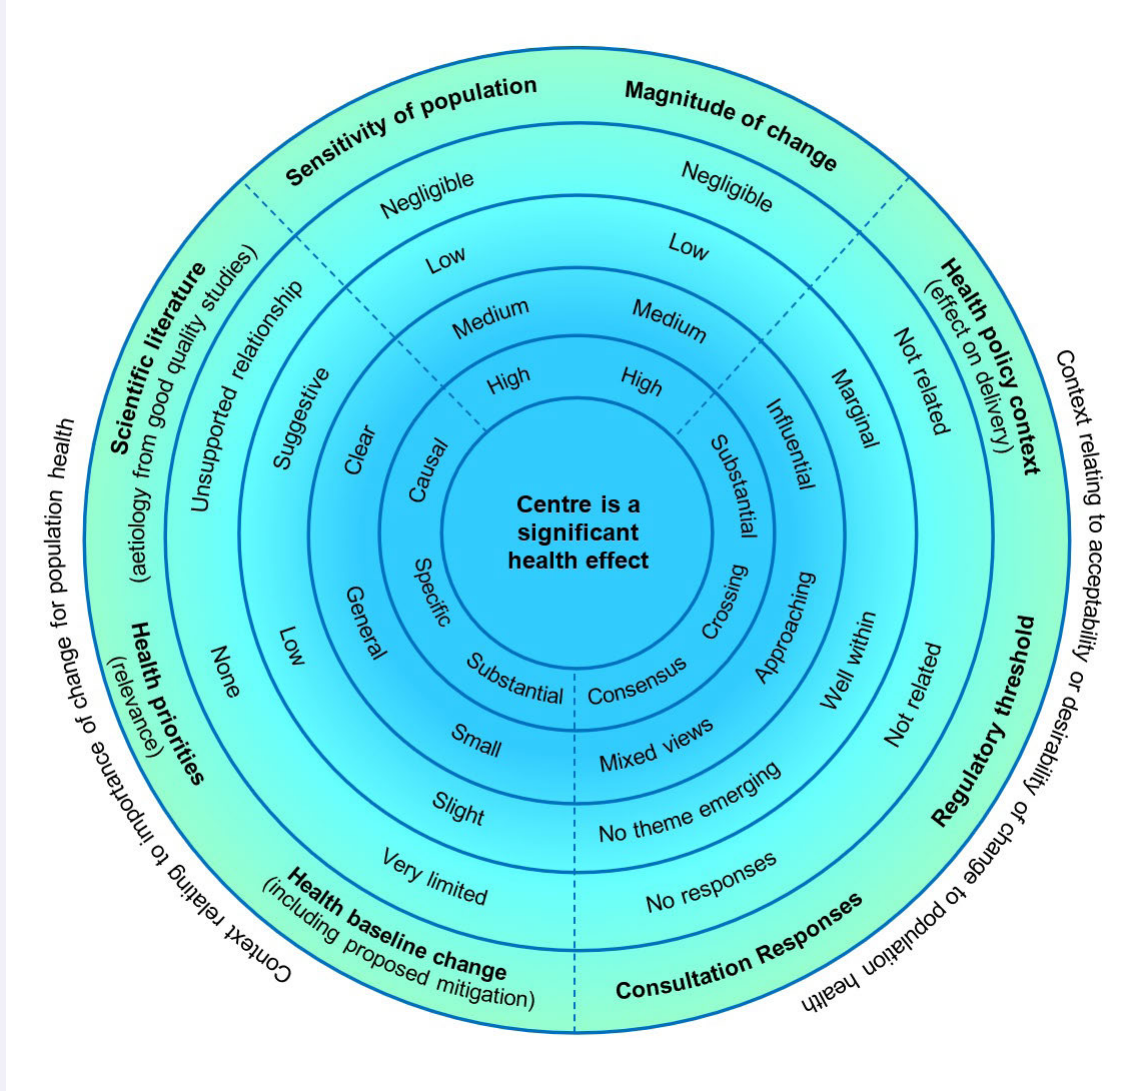 Sensitivity of population
Magnitude of change
Negligible
Negligible
Low
Low
Medium
Medium
High
High
Scientific literature
(aetiology from good quality studies)
Unsupported relationship
Suggestive
Clear
Causal
Health policy context
(effect on delivery)
Not related
Marginal
Influential
Substantial
Centre is a
significant
health effect
Context relating to importance of change for population health
Context relating to acceptability or desirability of change to population health
Health priorities
(relevance)
None
Low
General
Specific
Regulatory threshold
Not related
Well within
Approaching
Crossing
Substantial
Small
Slight
Very limited
Health baseline change
(including proposed mitigation)
Consensus
Mixed views
No theme emerging
No responses
Consultation Responses